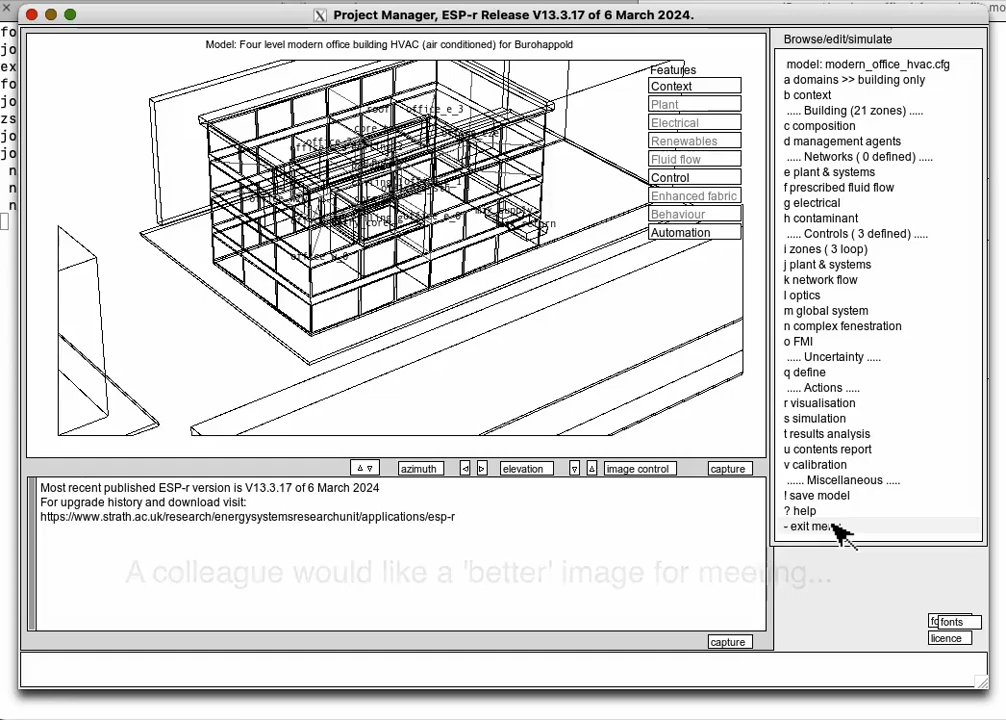 Project Manager, ESP-r Release V13.3.17 of 6 March 2024.
Model: Four level modern office building HVAC (air conditioned) for Burohappold
Features
Context
Plant
Electrical
Renewables
Fluid flow
Control
Enhanced fabric
Behaviour
Automation
azimuth
elevation
image control
capture
Most recent published ESP-r version is V13.3.17 of 6 March 2024
For upgrade history and download visit:
https://www.strath.ac.uk/research/energysystemsresearchunit/applications/esp-r
A colleague would like a 'better' image for meeting...
capture
Browse/edit/simulate
model: modern_office_hvac.cfg
a domains >> building only
b context
..... Building (21 zones) .....
c composition
d management agents
..... Networks ( 0 defined) .....
e plant & systems
f prescribed fluid flow
g electrical
h contaminant
..... Controls ( 3 defined) .....
i zones ( 3 loop)
j plant & systems
k network flow
l optics
m global system
n complex fenestration
o FMI
..... Uncertainty .....
q define
..... Actions .....
r visualisation
s simulation
t results analysis
u contents report
v calibration
...... Miscellaneous .....
! save model
? help
- exit
fonts
licence